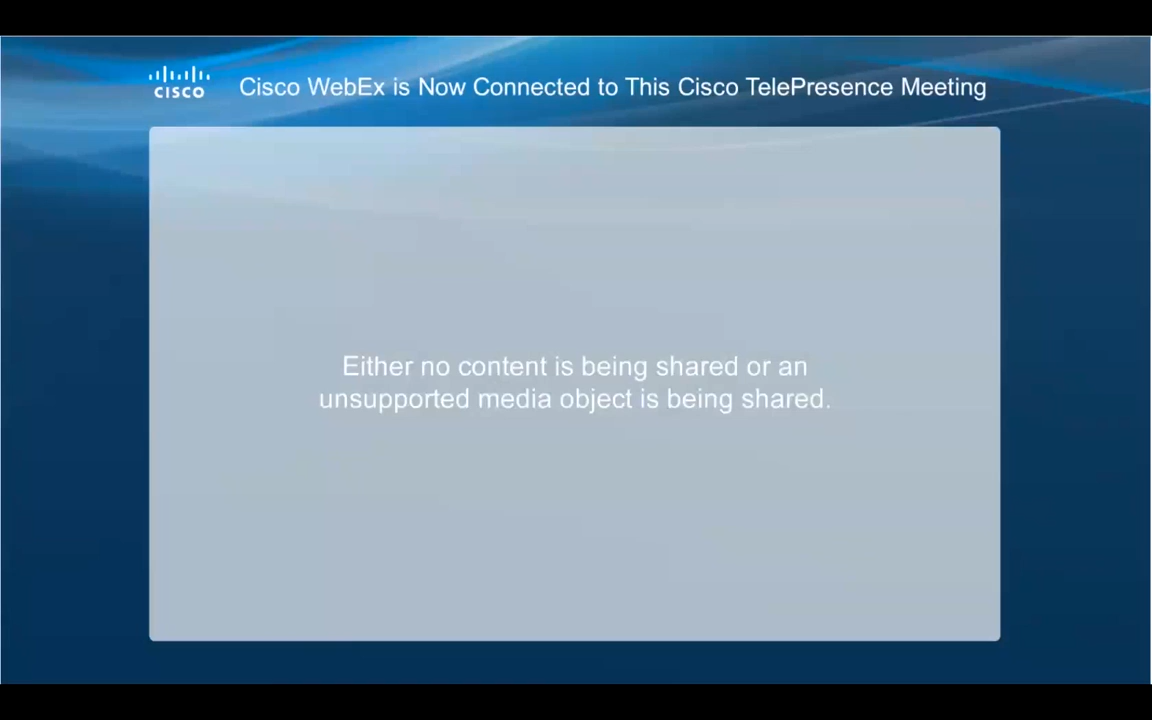 CISCO
Cisco WebEx is Now Connected to This Cisco TelePresence Meeting
Either no content is being shared or an
unsupported media object is being shared.